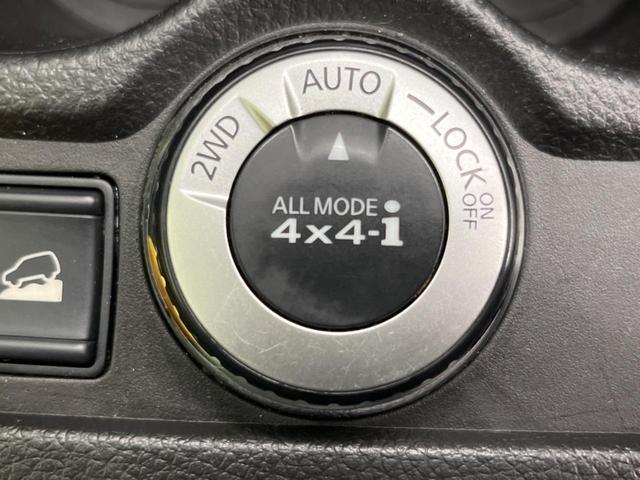 AUTO
2WD
LOCK
ON
OFF
ALL MODE
4x4-i